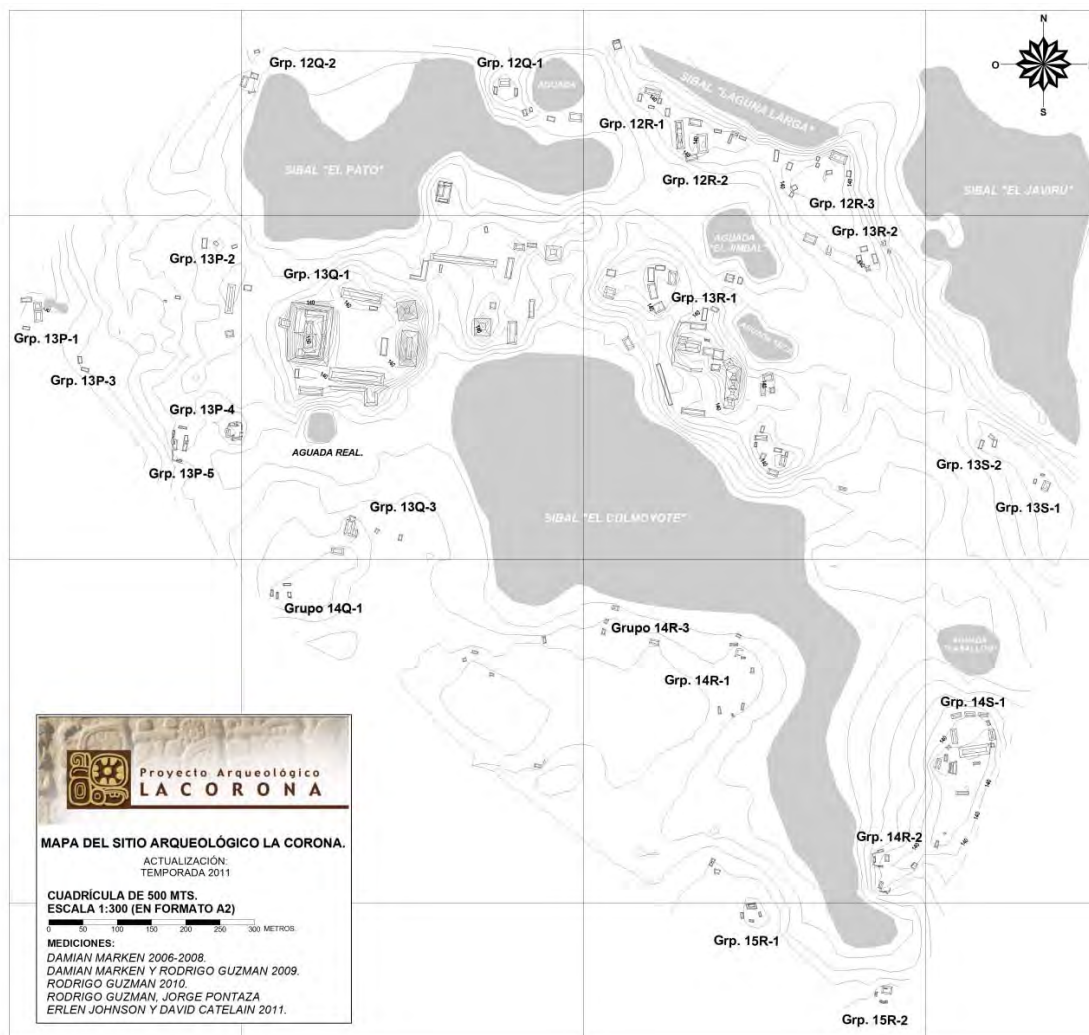 N
O
S
Grp. 12Q-2
Grp. 12Q-1
AGUADA
SIBAL "LAGUNA LARGA"
Grp. 12R-1
SIBAL "EL PATO"
Grp. 12R-2
SIBAL "EL JAVIRÚ"
Grp. 12R-3
Grp. 13R-2
Grp. 13P-2
AGUADA
Grp. 13Q-1
Grp. 13R-1
Grp. 13P-1
Grp. 13P-3
Grp. 13P-4
AGUADA REAL.
Grp. 13P-5
Grp. 13S-2
Grp. 13S-1
Grp. 13Q-3
SIBAL "EL COLMOYOTE"
Grupo 14Q-1
Grupo 14R-3
AGUADA
Grp. 14R-1
Grp. 14S-1
Grp. 14R-2
Grp. 15R-1
Grp. 15R-2
Proyecto Arqueológico
LA CORONA
MAPA DEL SITIO ARQUEOLÓGICO LA CORONA.
ACTUALIZACIÓN:
TEMPORADA 2011
CUADRÍCULA DE 500 MTS.
ESCALA 1:300 (EN FORMATO A2)
0 50 100 150 200 250 300 METROS
MEDICIONES:
DAMIAN MARKEN 2006-2008.
DAMIAN MARKEN Y RODRIGO GUZMAN 2009.
RODRIGO GUZMAN 2010.
RODRIGO GUZMAN, JORGE PONTAZA
ERLEN JOHNSON Y DAVID CATELAIN 2011.